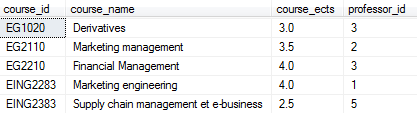 course_id course_name course_ects professor_id
EG1020 Derivatives 3.0 3
EG2110 Marketing management 3.5 2
EG2210 Financial Management 4.0 3
EING2283 Marketing engineering 4.0 1
EING2383 Supply chain management et e-business 2.5 5